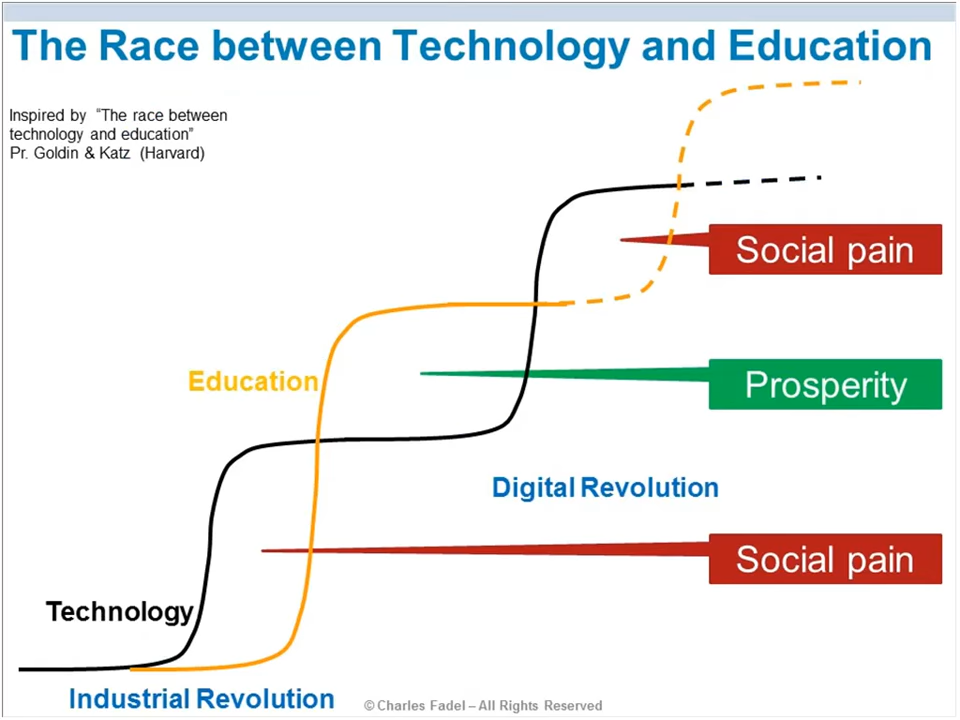 The Race between Technology and Education
Inspired by "The race between
technology and education"
Pr. Goldin & Katz (Harvard)
Social pain
Education
Prosperity
Digital Revolution
Social pain
Technology
Industrial Revolution
© Charles Fadel – All Rights Reserved